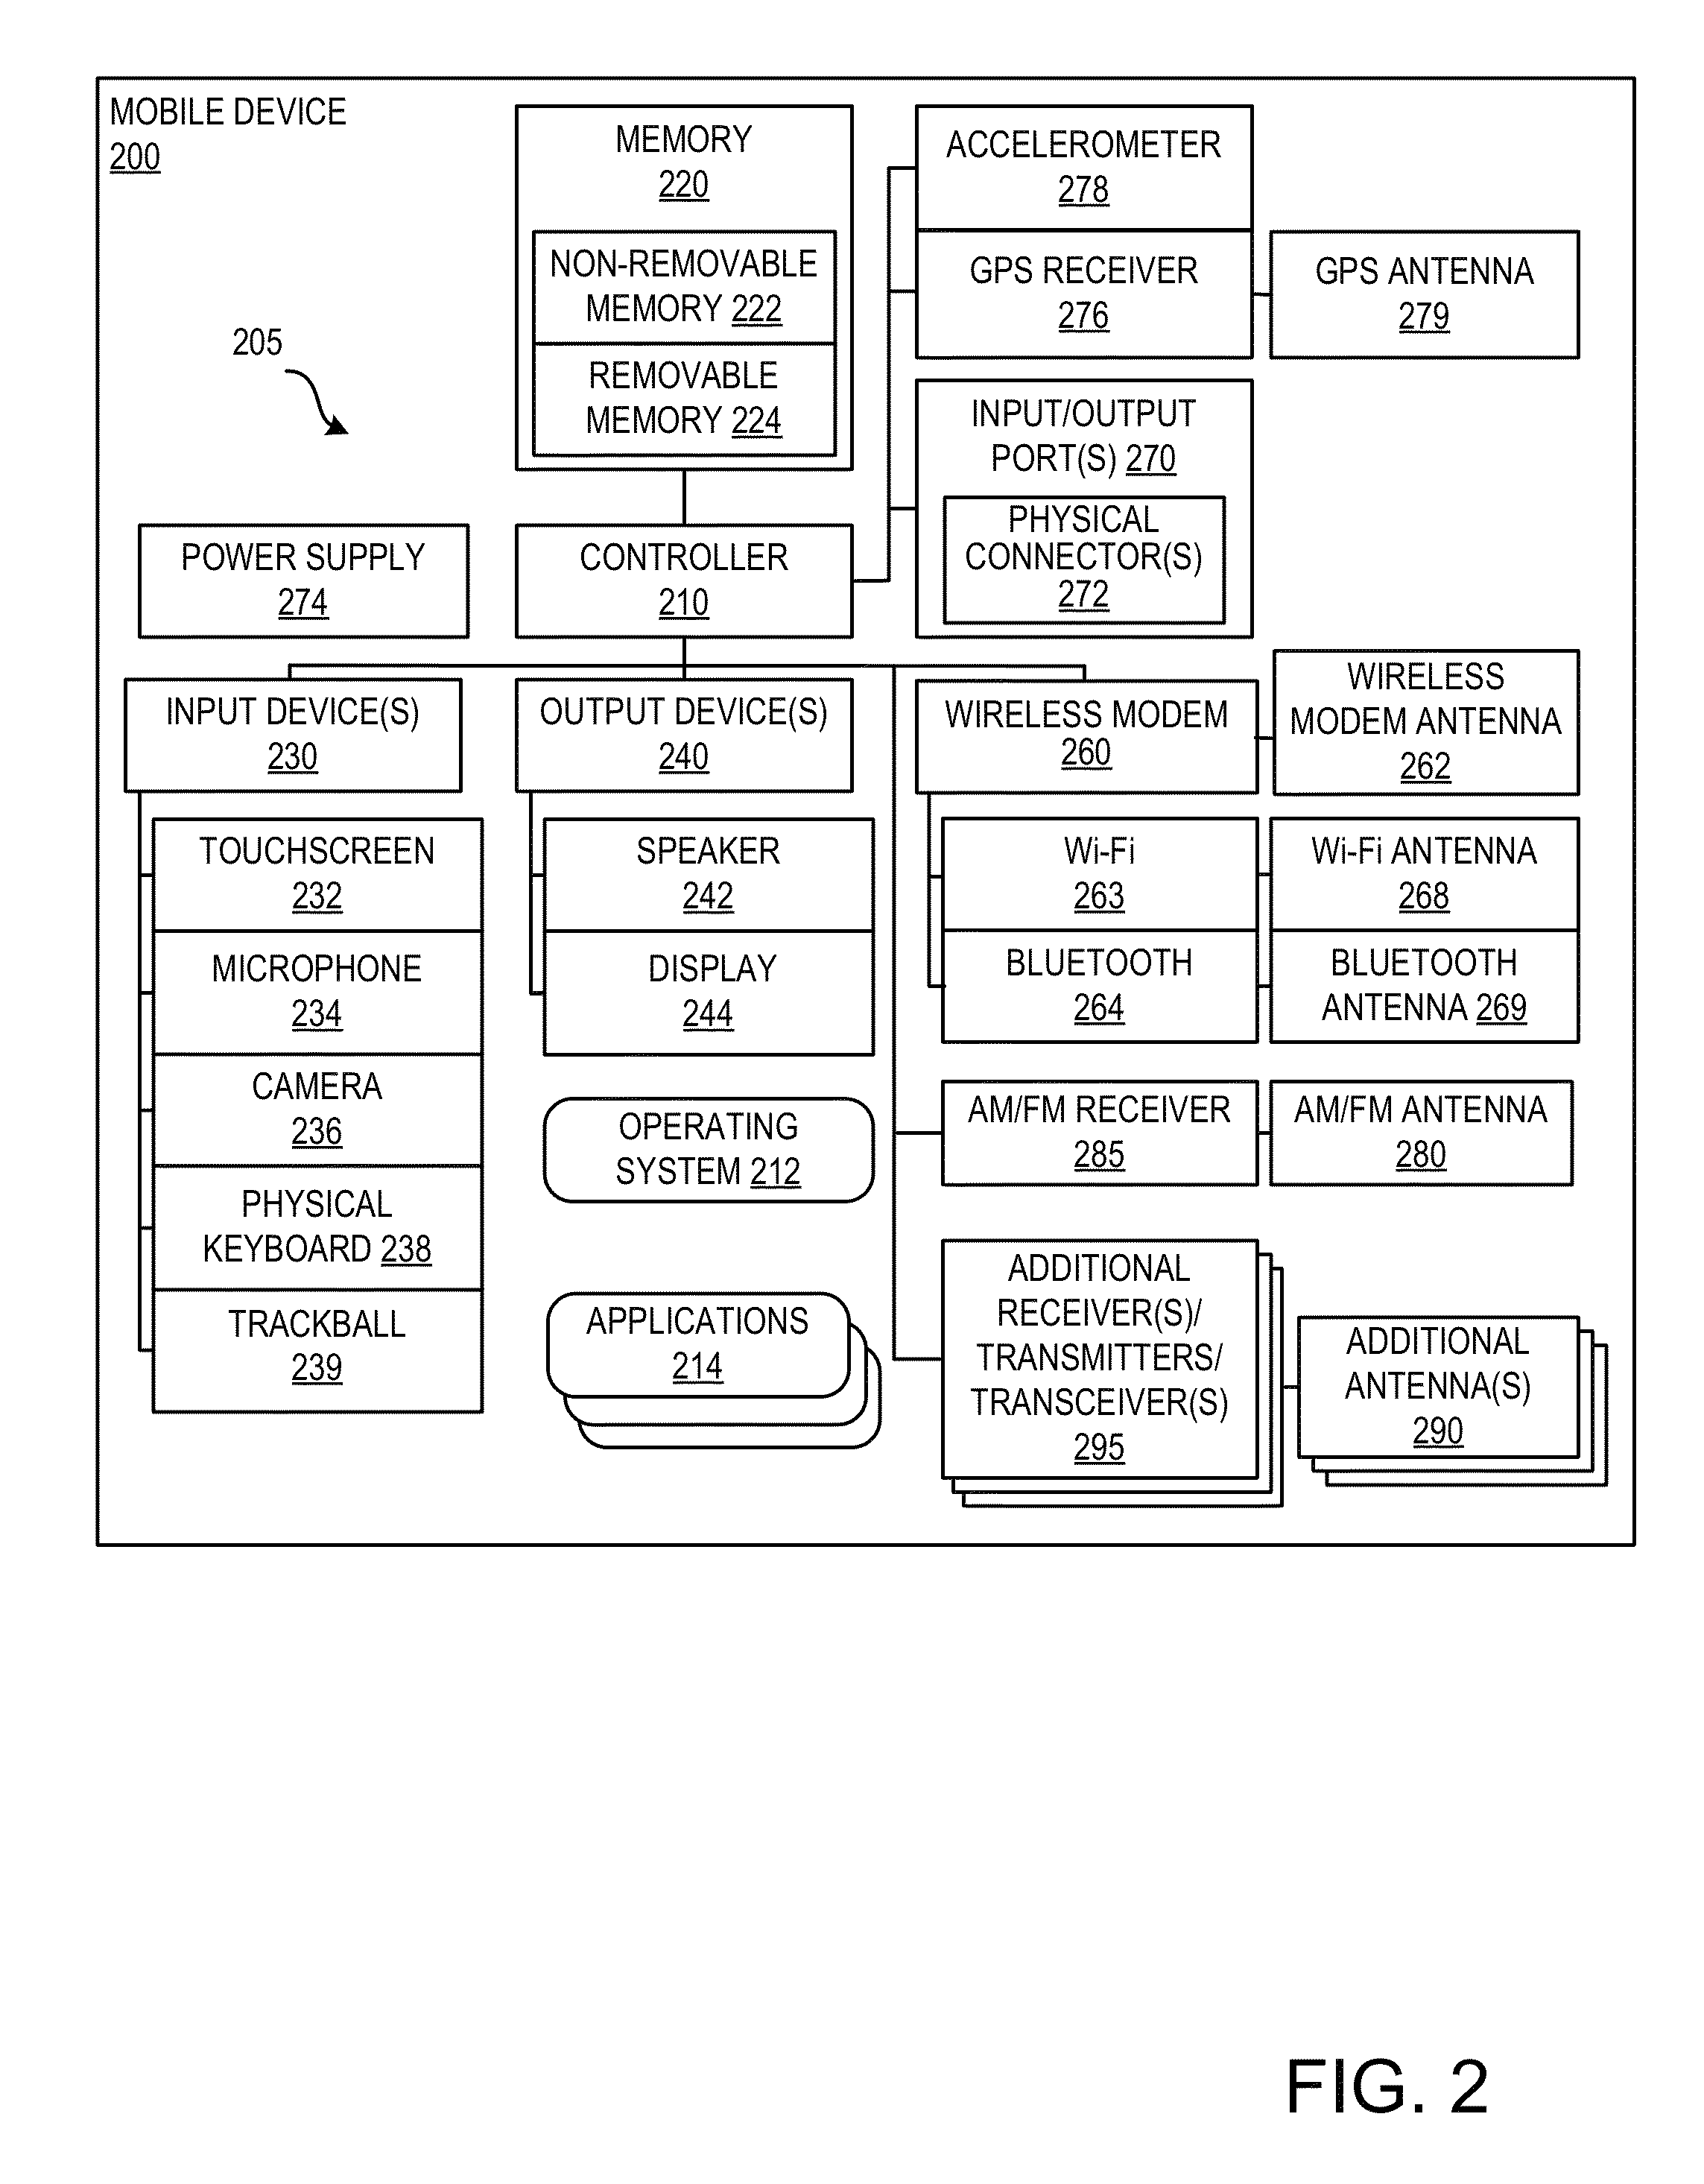 MOBILE DEVICE
200
205
MEMORY
220
NON-REMOVABLE
MEMORY 222
REMOVABLE
MEMORY 224
ACCELEROMETER
278
GPS RECEIVER
276
GPS ANTENNA
279
INPUT/OUTPUT
PORT(S) 270
PHYSICAL
CONNECTOR(S)
272
POWER SUPPLY
274
CONTROLLER
210
INPUT DEVICE(S)
230
TOUCHSCREEN
232
MICROPHONE
234
CAMERA
236
PHYSICAL
KEYBOARD 238
TRACKBALL
239
OUTPUT DEVICE(S)
240
SPEAKER
242
DISPLAY
244
OPERATING
SYSTEM 212
APPLICATIONS
214
WIRELESS MODEM
260
WIRELESS
MODEM ANTENNA
262
Wi-Fi
263
Wi-Fi ANTENNA
268
BLUETOOTH
264
BLUETOOTH
ANTENNA 269
AM/FM RECEIVER
285
AM/FM ANTENNA
280
ADDITIONAL
RECEIVER(S)/
TRANSMITTERS/
TRANSCEIVER(S)
295
ADDITIONAL
ANTENNA(S)
290
FIG. 2